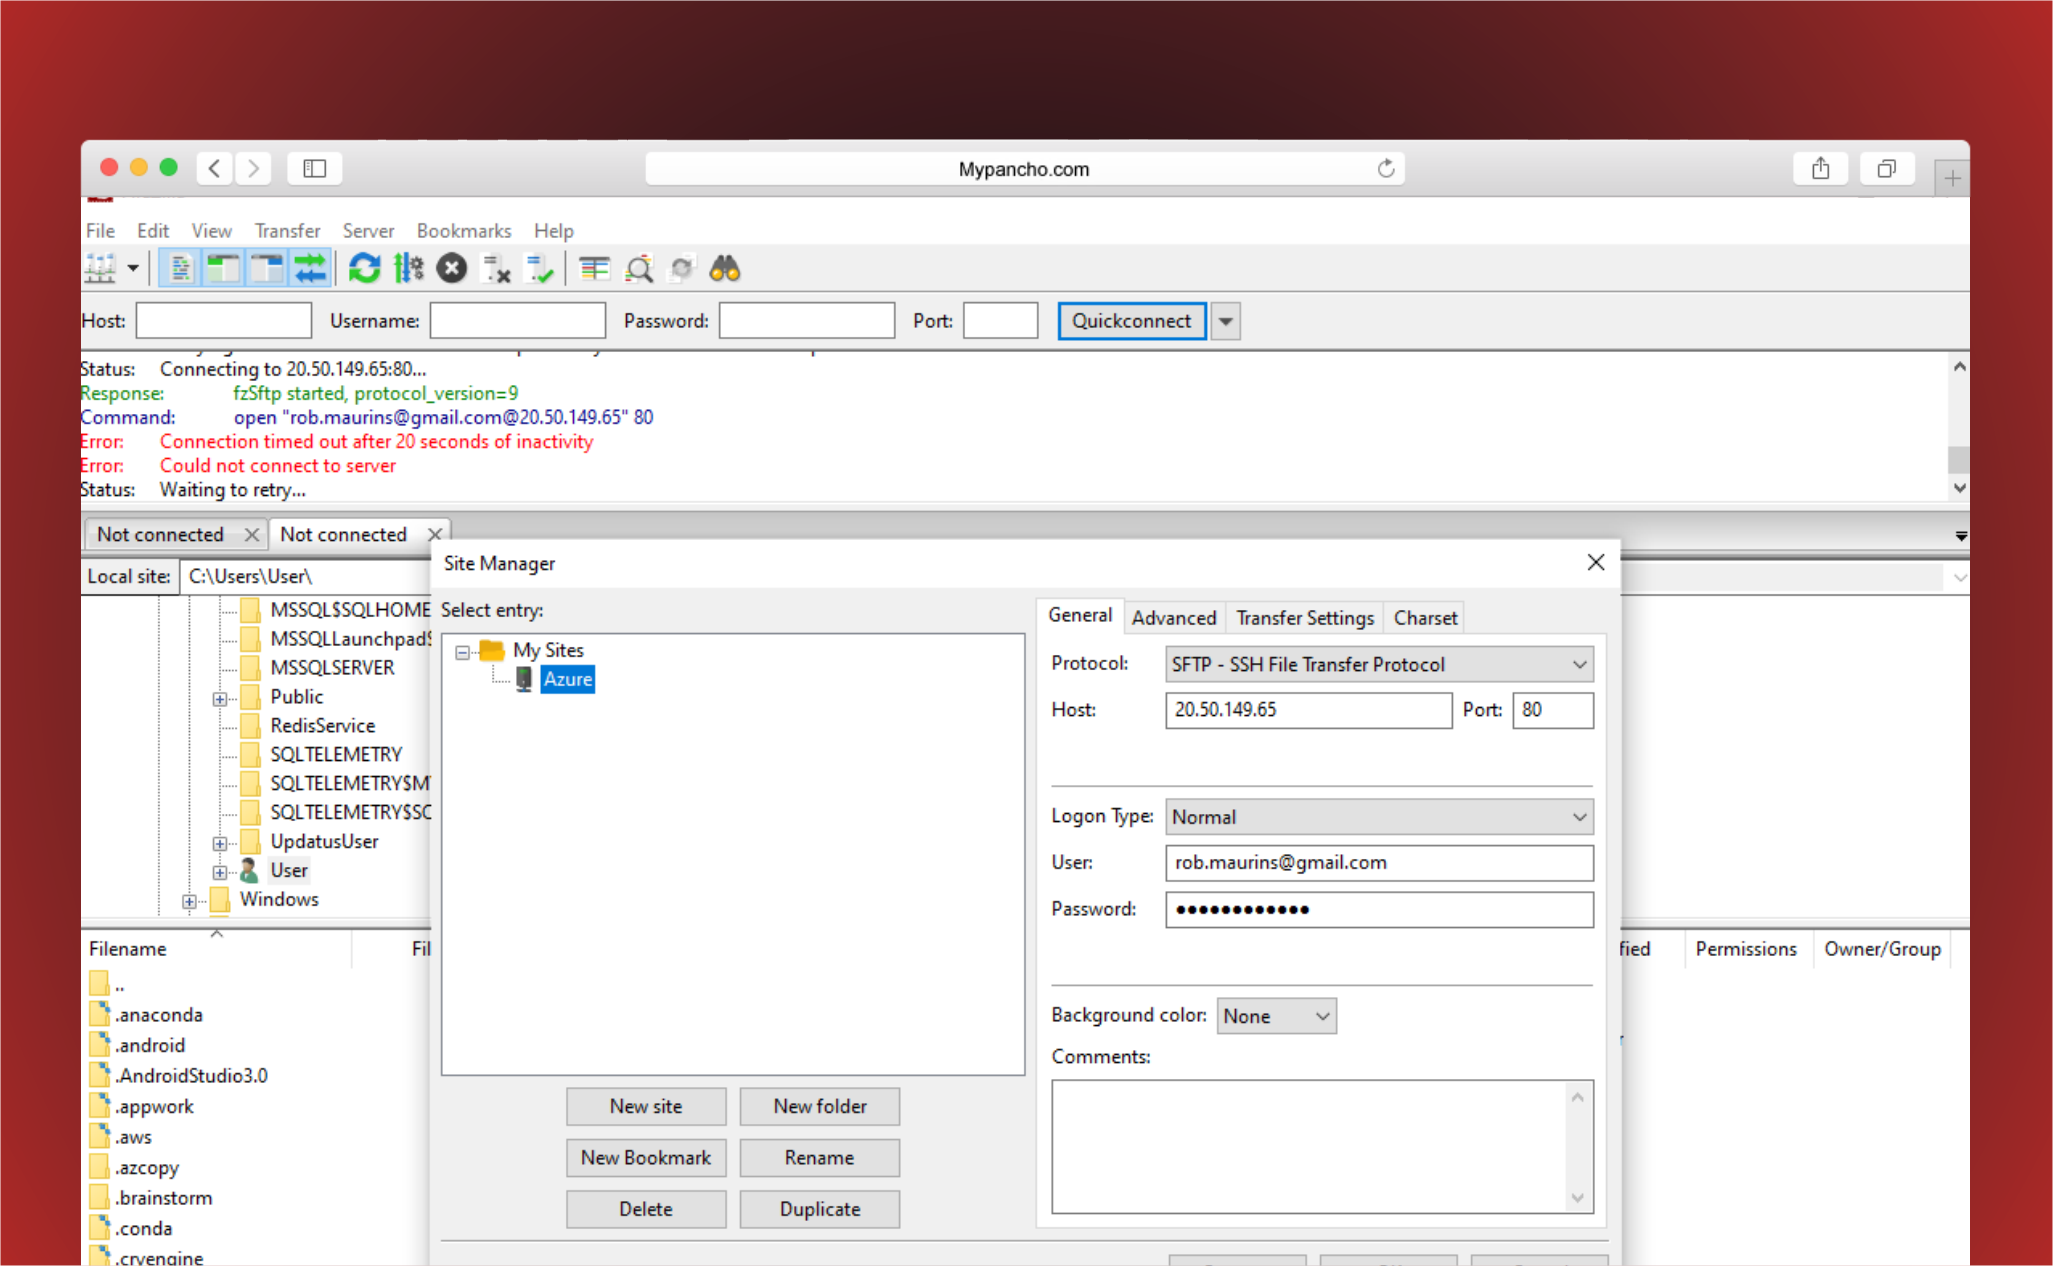 Mypancho.com
File Edit View Transfer Server Bookmarks Help
Host: Username: Password: Port: Quickconnect
Status: Connecting to 20.50.149.65:80...
Response: fzSftp started, protocol_version=9
Command: open "rob.maurins@gmail.com@20.50.149.65" 80
Error: Connection timed out after 20 seconds of inactivity
Error: Could not connect to server
Status: Waiting to retry...
Not connected Not connected
Local site: C:\Users\User\
MSSQL$SQLHOME
MSSQLLaunchpad$
MSSQLSERVER
Public
RedisService
SQLTELEMETRY
SQLTELEMETRY$M
SQLTELEMETRY$SC
UpdatusUser
User
Windows
Filename Fil
..
.anaconda
.android
.AndroidStudio3.0
.appwork
.aws
.azcopy
.brainstorm
.conda
.cryengine
Site Manager
Select entry:
My Sites
Azure
New site New folder
New Bookmark Rename
Delete Duplicate
General Advanced Transfer Settings Charset
Protocol: SFTP - SSH File Transfer Protocol
Host: 20.50.149.65 Port: 80
Logon Type: Normal
User: rob.maurins@gmail.com
Password: ••••••••••••
Background color: None
Comments:
fied Permissions Owner/Group